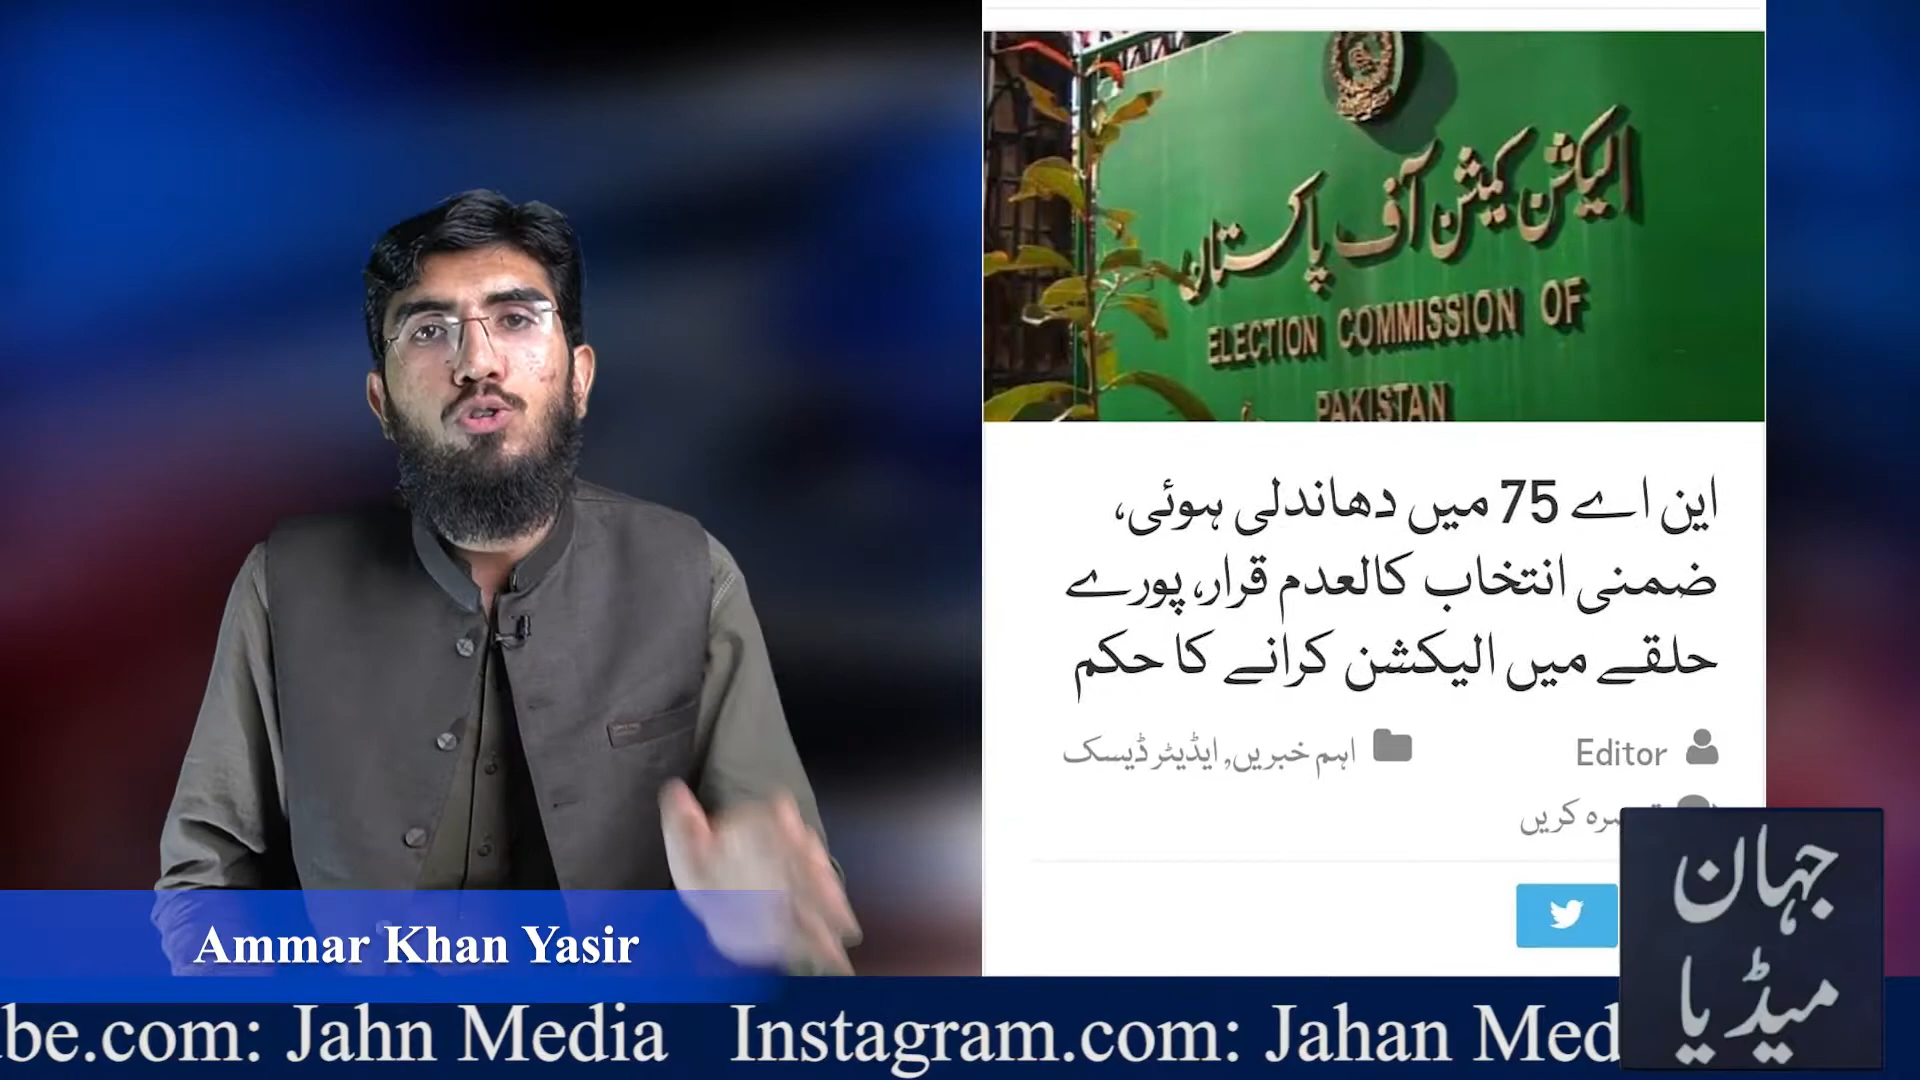 الیکشن کمیشن آف پاکستان
ELECTION COMMISSION OF
PAKISTAN
این اے 75 میں دھاندلی ہوئی،
ضمنی انتخاب کالعدم قرار، پورے
حلقے میں الیکشن کرانے کا حکم
Editor
اہم خبریں, ایڈیٹر ڈیسک
کریں
جہان
میڈیا
Ammar Khan Yasir
be.com: Jahn Media Instagram.com: Jahan Med